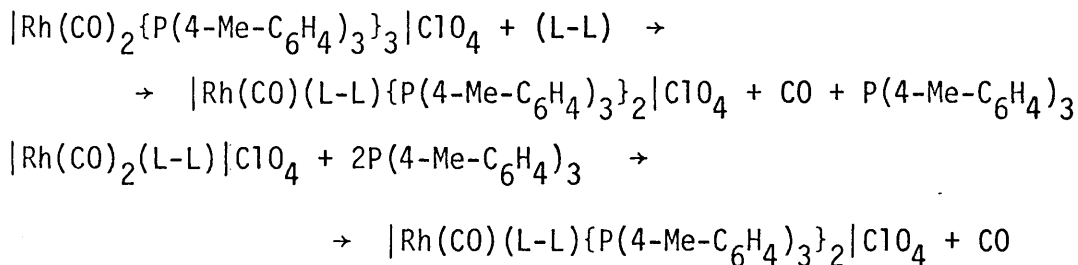 |Rh(CO)₂{P(4-Me-C₆H₄)₃}₃|ClO₄ + (L-L) →
→ |Rh(CO)(L-L){P(4-Me-C₆H₄)₃}₂|ClO₄ + CO + P(4-Me-C₆H₄)₃
|Rh(CO)₂(L-L)|ClO₄ + 2P(4-Me-C₆H₄)₃ →
→ |Rh(CO)(L-L){P(4-Me-C₆H₄)₃}₂|ClO₄ + CO